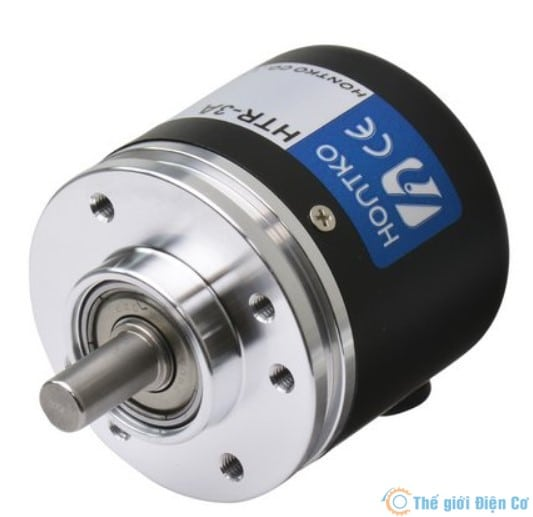 HONTKO CO
HTR-3A
HONTKO
CE
Thế giới Điện Cơ